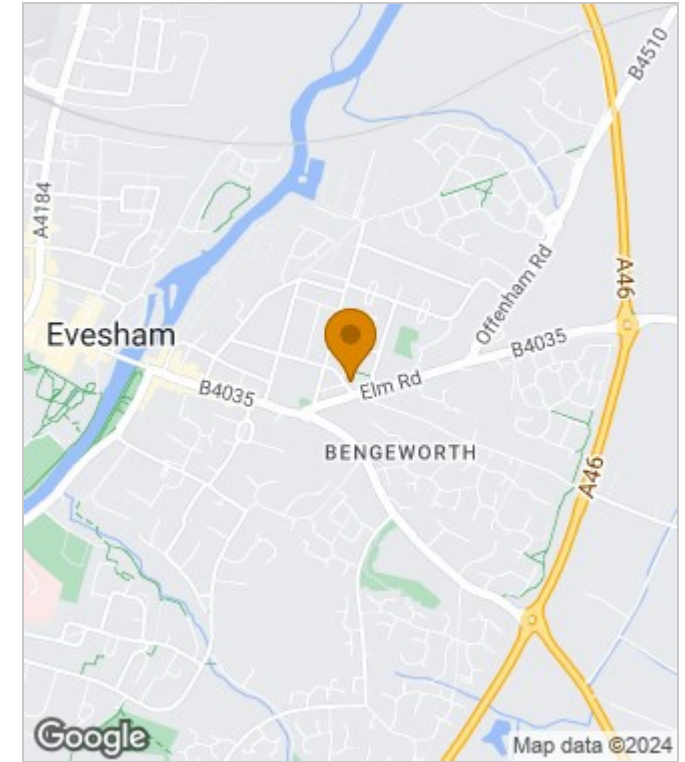 B4510
A4184
Offenham Rd
A46
Evesham
B4035
B4035
Elm Rd
BENGEWORTH
A46
Google
Map data ©2024